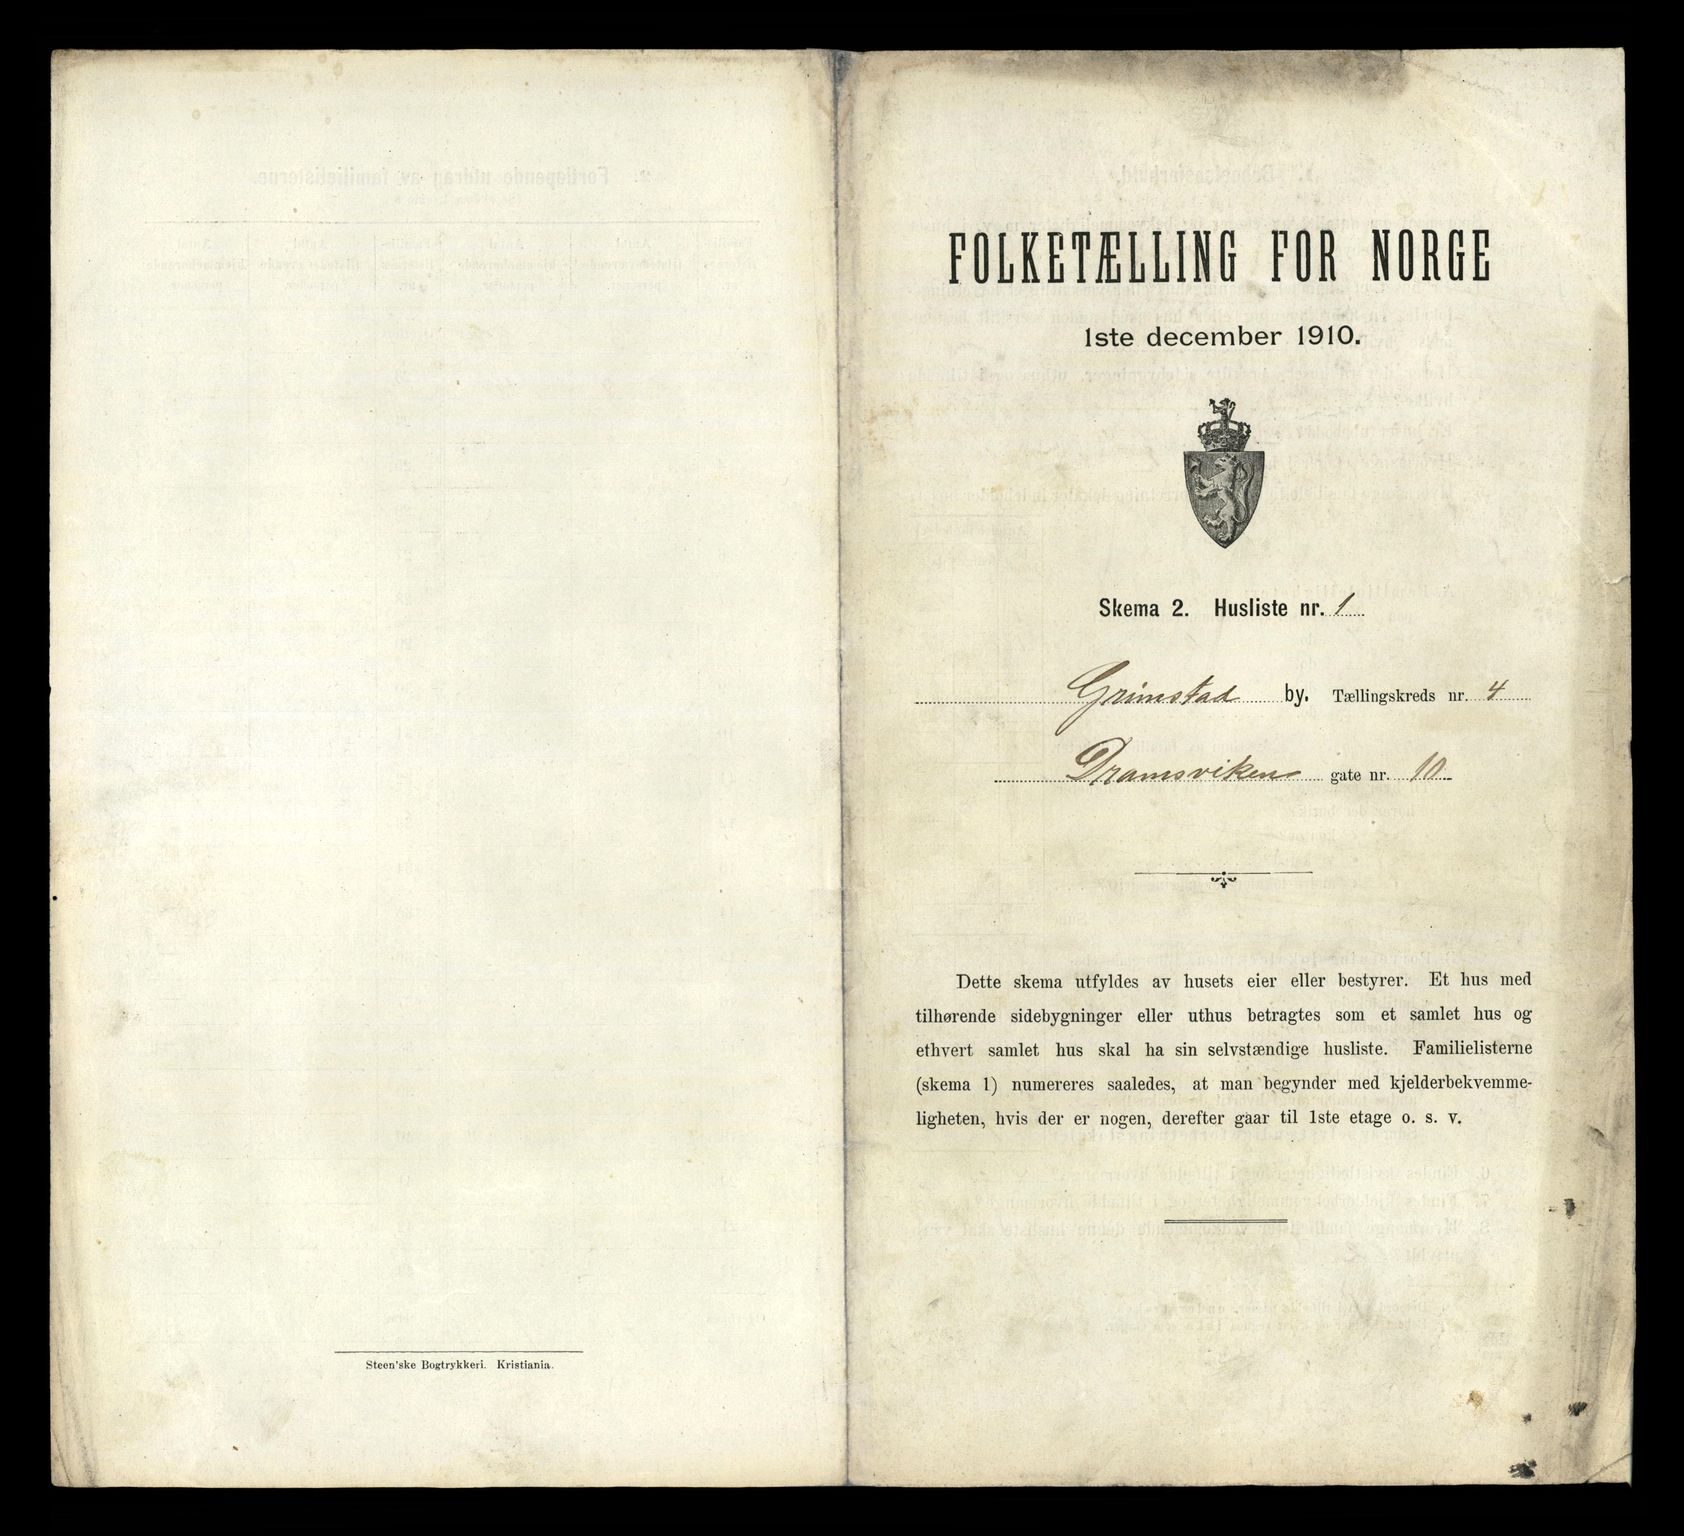 FOLKETÆLLING FOR NORGE
1ste december 1910.
Skema 2. Husliste nr. 1
Grimstad by. Tællingskreds nr. 4
Dramsviken gate nr. 10
Dette skema utfyldes av husets eier eller bestyrer. Et hus med
tilhørende sidebygninger eller uthus betragtes som et samlet hus og
ethvert samlet hus skal ha sin selvstændige husliste. Familielisterne
(skema 1) numereres saaledes, at man begynder med kjelderbekvemme-
ligheten, hvis der er nogen, derefter gaar til 1ste etage o. s. v.
Steen'ske Bogtrykkeri. Kristiania.